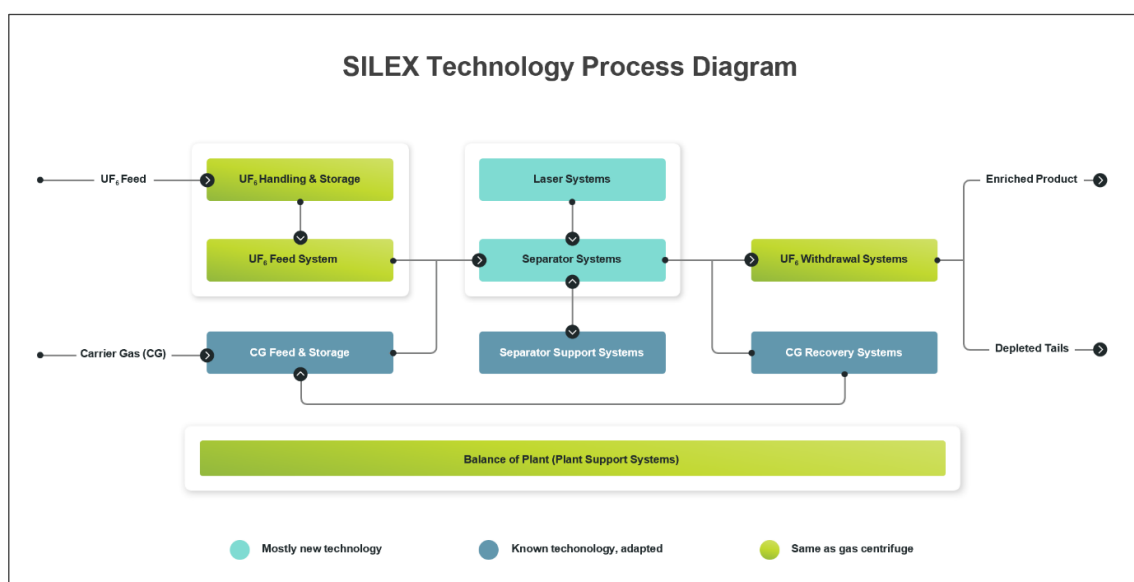 SILEX Technology Process Diagram
UF₆ Feed
UF₆ Handling & Storage
Laser Systems
Enriched Product
UF₆ Feed System
Separator Systems
UF₆ Withdrawal Systems
Carrier Gas (CG)
CG Feed & Storage
Separator Support Systems
CG Recovery Systems
Depleted Tails
Balance of Plant (Plant Support Systems)
Mostly new technology
Known techonology, adapted
Same as gas centrifuge